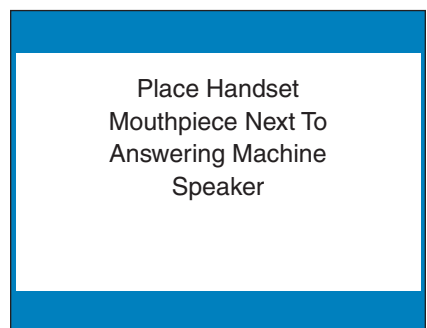 Place Handset
Mouthpiece Next To
Answering Machine
Speaker